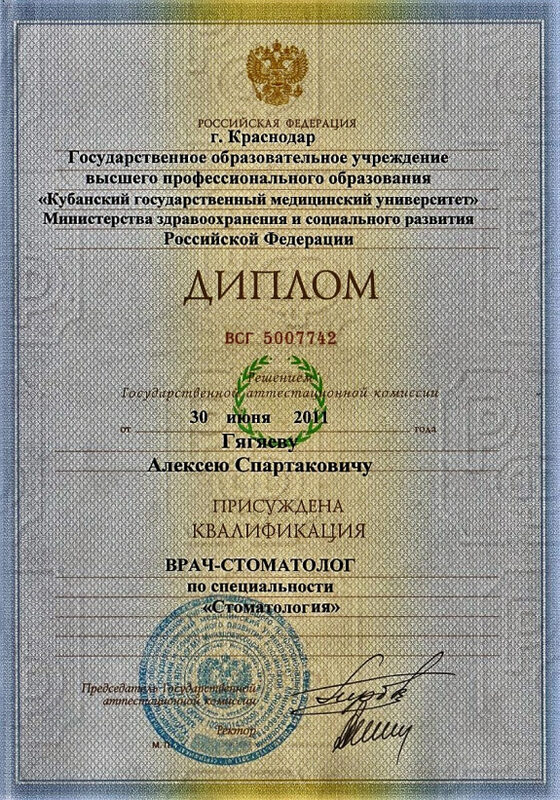 РОССИЙСКАЯ ФЕДЕРАЦИЯ
г. Краснодар
Государственное образовательное учреждение
высшего профессионального образования
«Кубанский государственный медицинский университет»
Министерства здравоохранения и социального развития
Российской Федерации
ДИПЛОМ
ВСГ 5007742
Решением
Государственной аттестационной комиссии
от 30 июня 2011 года
Гягяеву
Алексею Спартаковичу
ПРИСУЖДЕНА
КВАЛИФИКАЦИЯ
ВРАЧ-СТОМАТОЛОГ
по специальности
«Стоматология»
Председатель Государственной
аттестационной комиссии
Ректор
М. П.